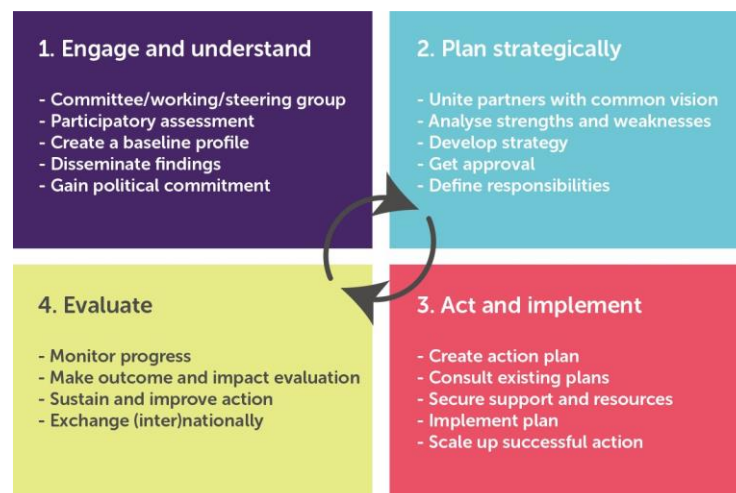 1. Engage and understand
- Committee/working/steering group
- Participatory assessment
- Create a baseline profile
- Disseminate findings
- Gain political commitment
2. Plan strategically
- Unite partners with common vision
- Analyse strengths and weaknesses
- Develop strategy
- Get approval
- Define responsibilities
4. Evaluate
- Monitor progress
- Make outcome and impact evaluation
- Sustain and improve action
- Exchange (inter)nationally
3. Act and implement
- Create action plan
- Consult existing plans
- Secure support and resources
- Implement plan
- Scale up successful action